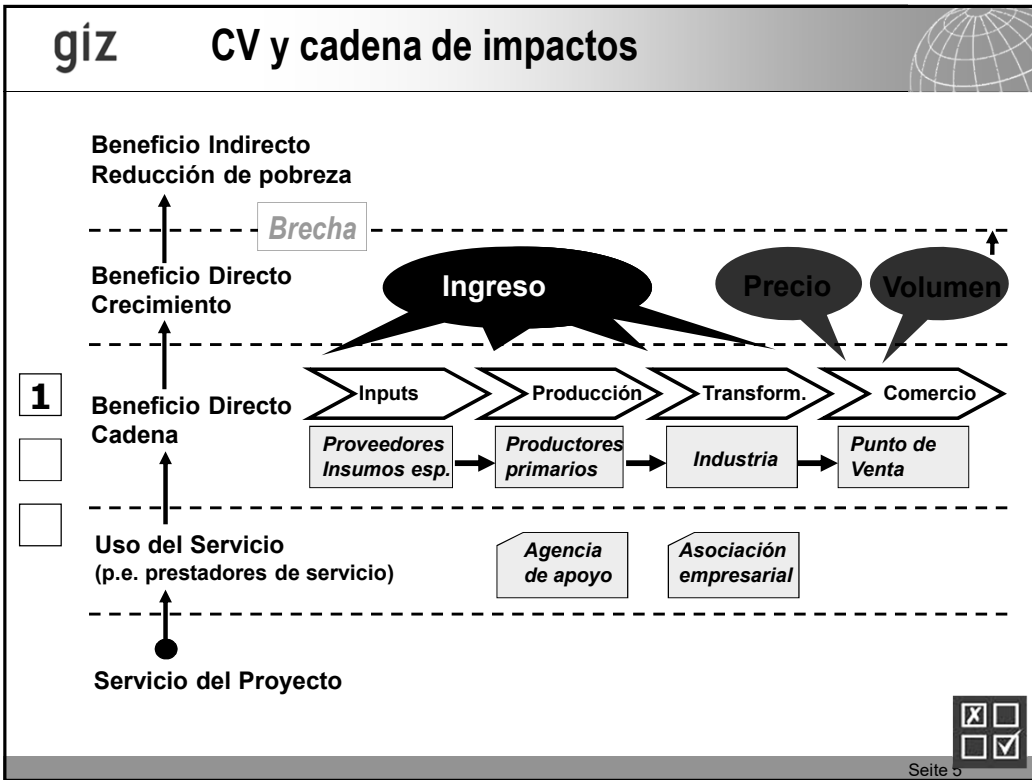 giz
CV y cadena de impactos
Beneficio Indirecto
Reducción de pobreza
Brecha
Beneficio Directo
Crecimiento
Ingreso
Precio
Volumen
1
Beneficio Directo
Cadena
Inputs
Producción
Transform.
Comercio
Proveedores
Insumos esp.
Productores
primarios
Industria
Punto de
Venta
Uso del Servicio
(p.e. prestadores de servicio)
Agencia
de apoyo
Asociación
empresarial
Servicio del Proyecto
Seite 5